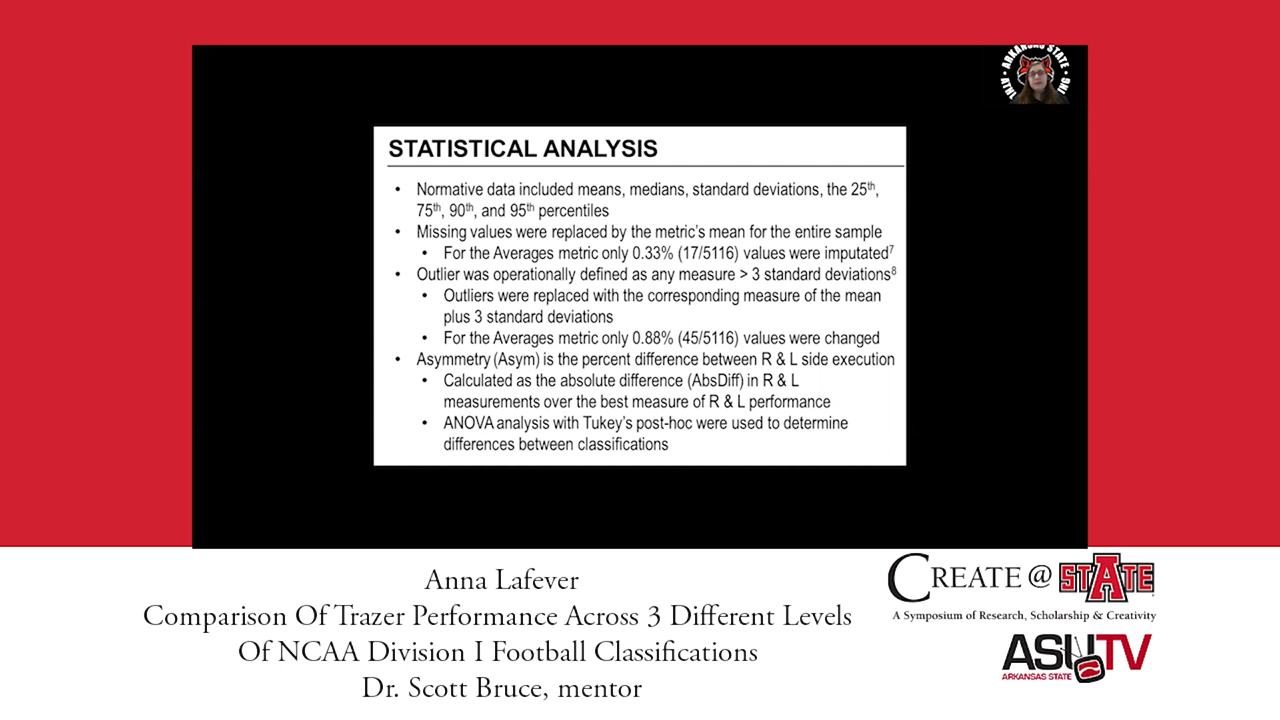 ARKANSAS STATE
STATISTICAL ANALYSIS
• Normative data included means, medians, standard deviations, the 25th,
75th, 90th, and 95th percentiles
• Missing values were replaced by the metric's mean for the entire sample
• For the Averages metric only 0.33% (17/5116) values were imputated7
• Outlier was operationally defined as any measure > 3 standard deviations8
• Outliers were replaced with the corresponding measure of the mean
plus 3 standard deviations
• For the Averages metric only 0.88% (45/5116) values were changed
• Asymmetry (Asym) is the percent difference between R & L side execution
• Calculated as the absolute difference (AbsDiff) in R & L
measurements over the best measure of R & L performance
• ANOVA analysis with Tukey's post-hoc were used to determine
differences between classifications
Anna Lafever
Comparison Of Trazer Performance Across 3 Different Levels
Of NCAA Division I Football Classifications
Dr. Scott Bruce, mentor
CREATE @ STATE
A Symposium of Research, Scholarship & Creativity
ASUTV
ARKANSAS STATE